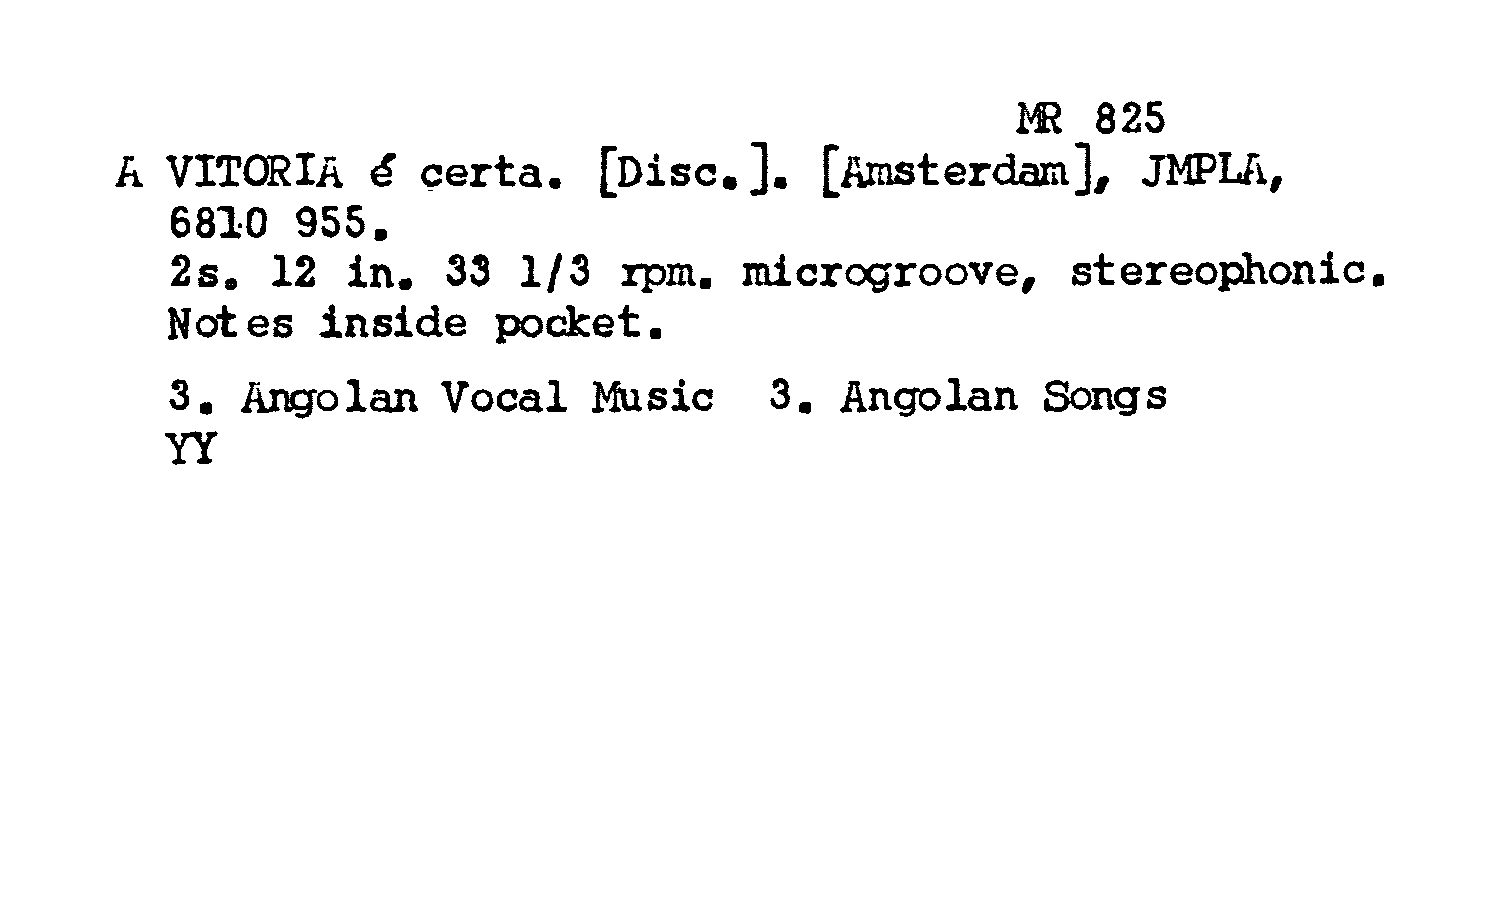 MR 825
A VITORIA é certa. [Disc.]. [Amsterdam], JMPLA,
6810 955.
2s. 12 in. 33 1/3 rpm. microgroove, stereophonic.
Notes inside pocket.
3. Angolan Vocal Music 3. Angolan Songs
YY